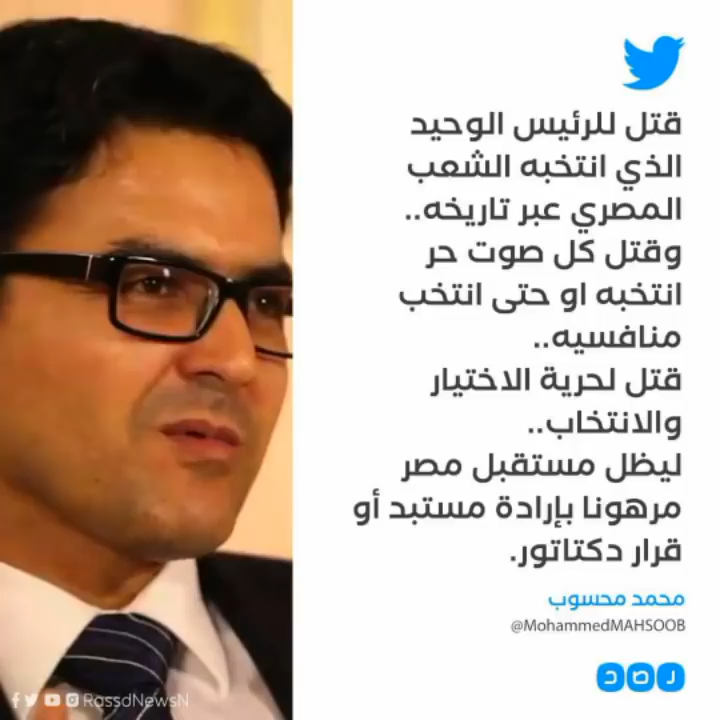 قتل للرئيس الوحيد
الذي انتخبه الشعب
المصري عبر تاريخه..
وقتل كل صوت حر
انتخبه او حتى انتخب
منافسيه..
قتل لحرية الاختيار
والانتخاب..
ليظل مستقبل مصر
مرهونا بإرادة مستبد أو
قرار دكتاتور.
محمد محسوب
@MohammedMAHSOOB
رصد
RassdNewsN